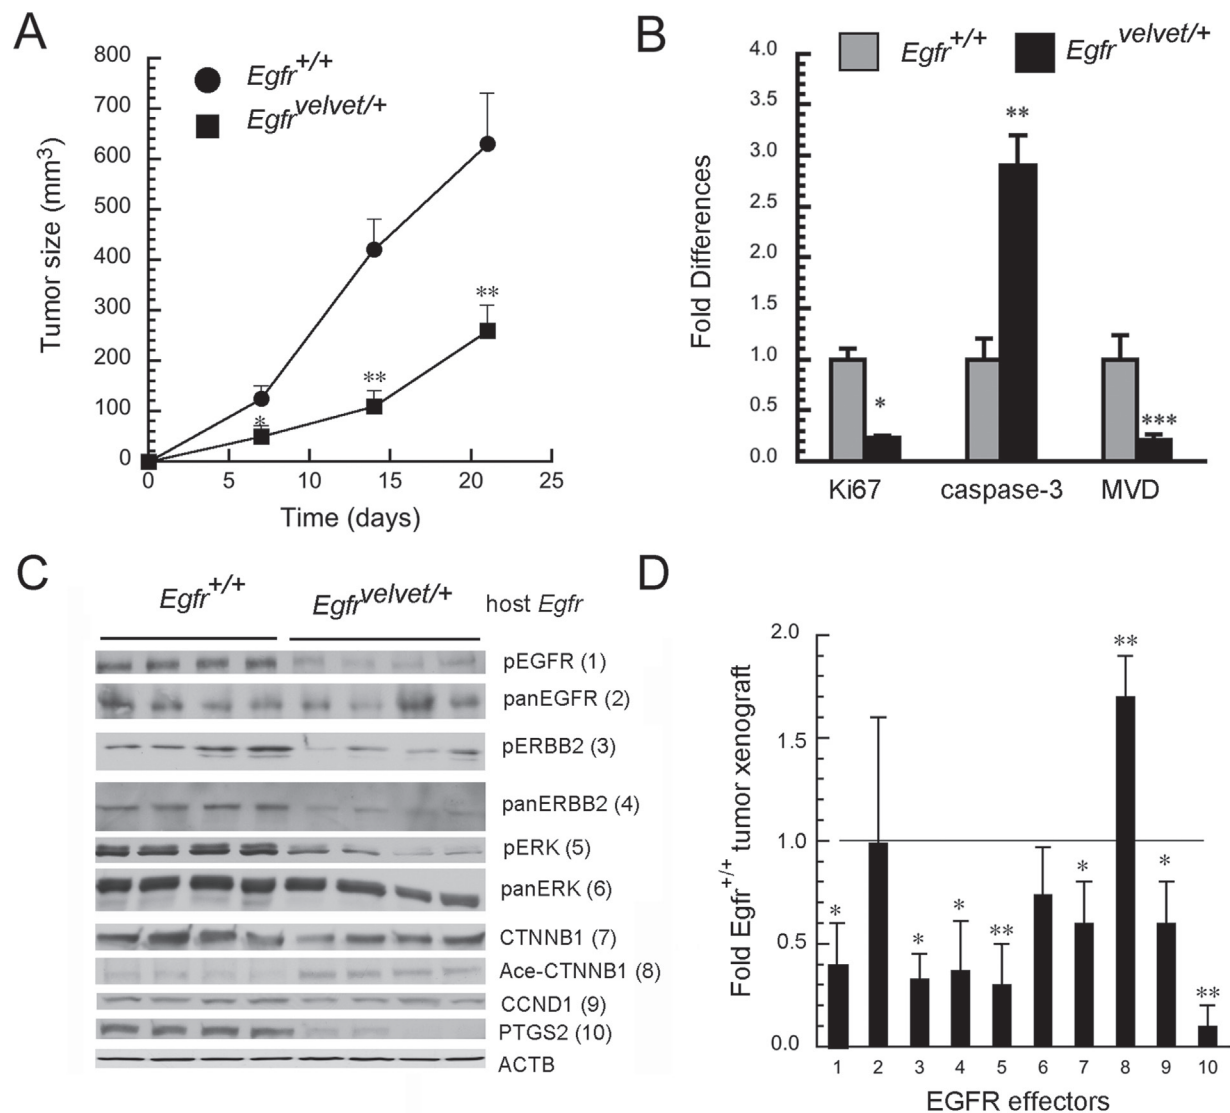 A
Egfr+/+
Egfrvelvet/+
Tumor size (mm3)
800
700
600
500
400
300
200
100
0
*
**
**
0 5 10 15 20 25
Time (days)
B
Egfr+/+ Egfrvelvet/+
Fold Differences
4.0
3.5
3.0
2.5
2.0
1.5
1.0
0.5
0.0
*
**
***
Ki67 caspase-3 MVD
C
Egfr+/+ Egfrvelvet/+ host Egfr
pEGFR (1)
panEGFR (2)
pERBB2 (3)
panERBB2 (4)
pERK (5)
panERK (6)
CTNNB1 (7)
Ace-CTNNB1 (8)
CCND1 (9)
PTGS2 (10)
ACTB
D
Fold Egfr+/+ tumor xenograft
2.0
1.5
1.0
0.5
0.0
* * * ** * ** * **
1 2 3 4 5 6 7 8 9 10
EGFR effectors